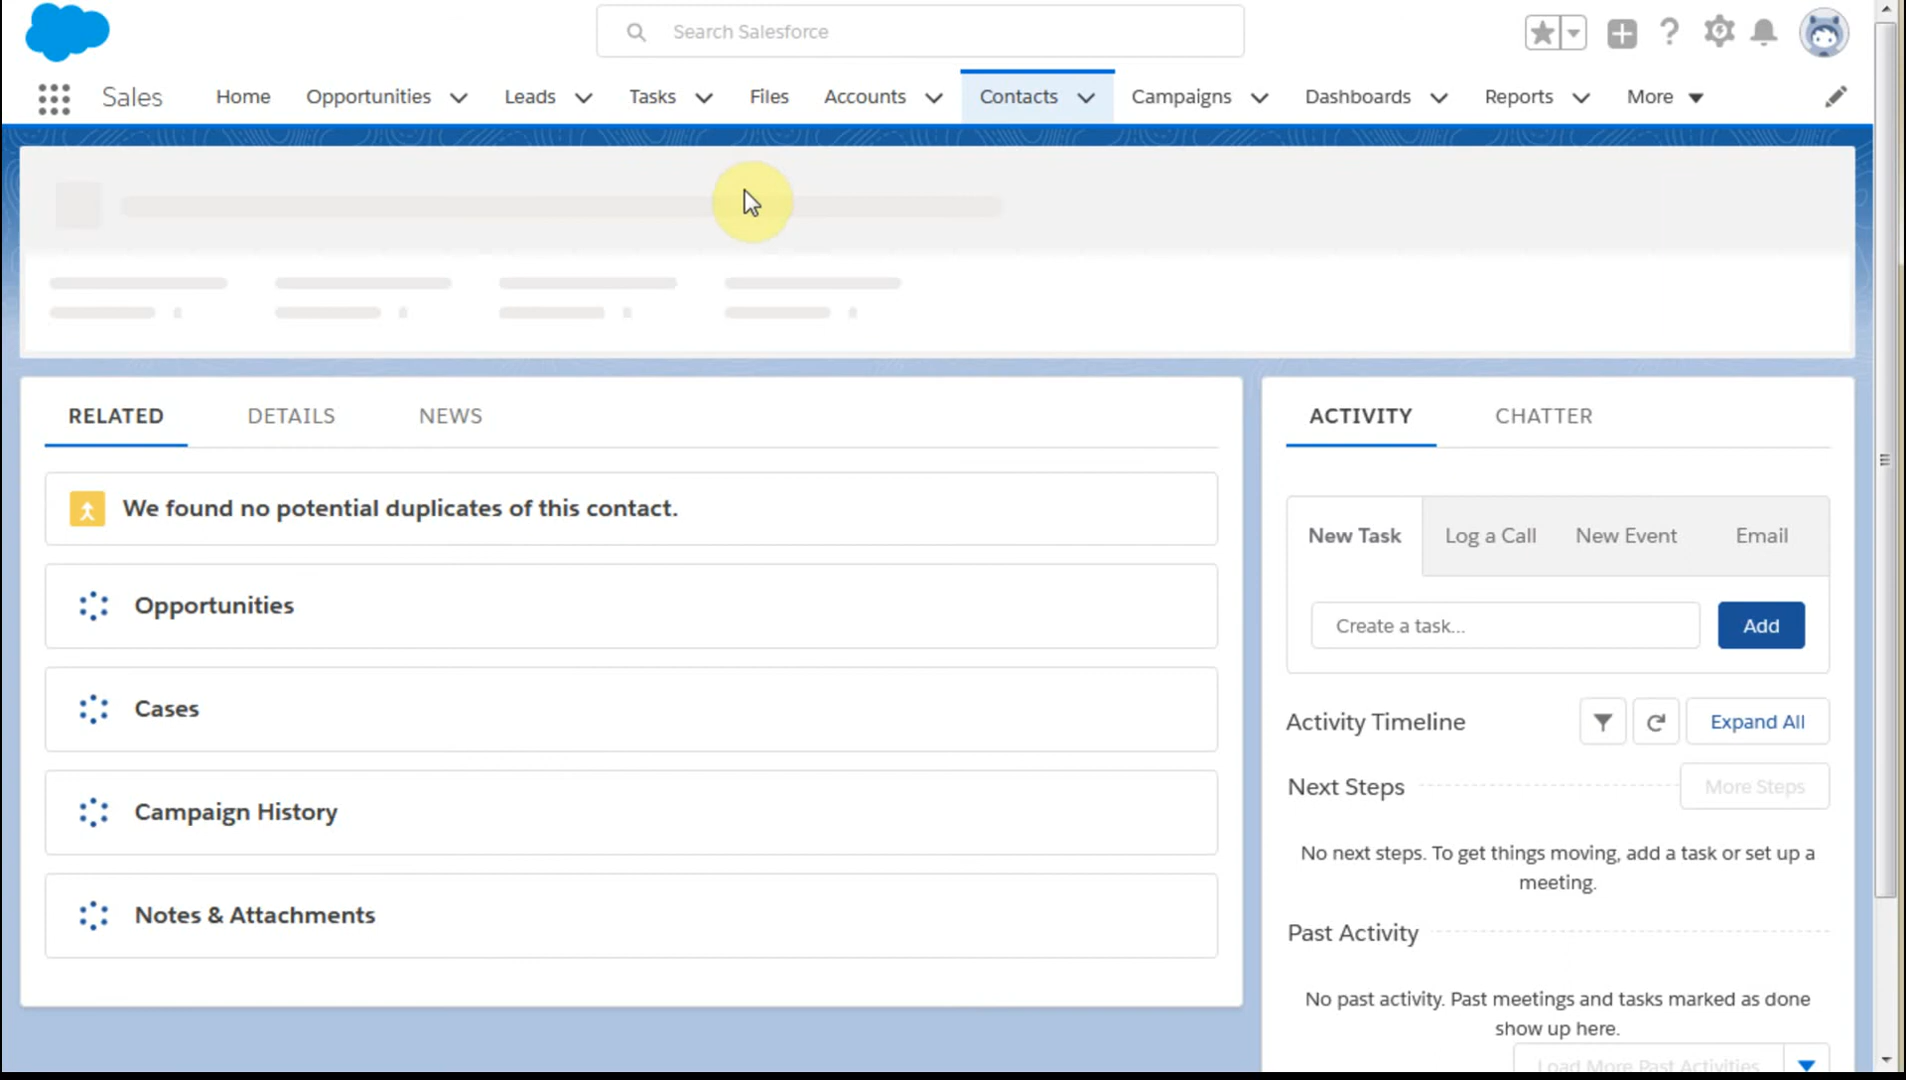 Search Salesforce
Sales Home Opportunities Leads Tasks Files Accounts Contacts Campaigns Dashboards Reports More
RELATED DETAILS NEWS
We found no potential duplicates of this contact.
Opportunities
Cases
Campaign History
Notes & Attachments
ACTIVITY CHATTER
New Task Log a Call New Event Email
Create a task... Add
Activity Timeline Expand All
Next Steps More Steps
No next steps. To get things moving, add a task or set up a
meeting.
Past Activity
No past activity. Past meetings and tasks marked as done
show up here.
Load More Past Activities